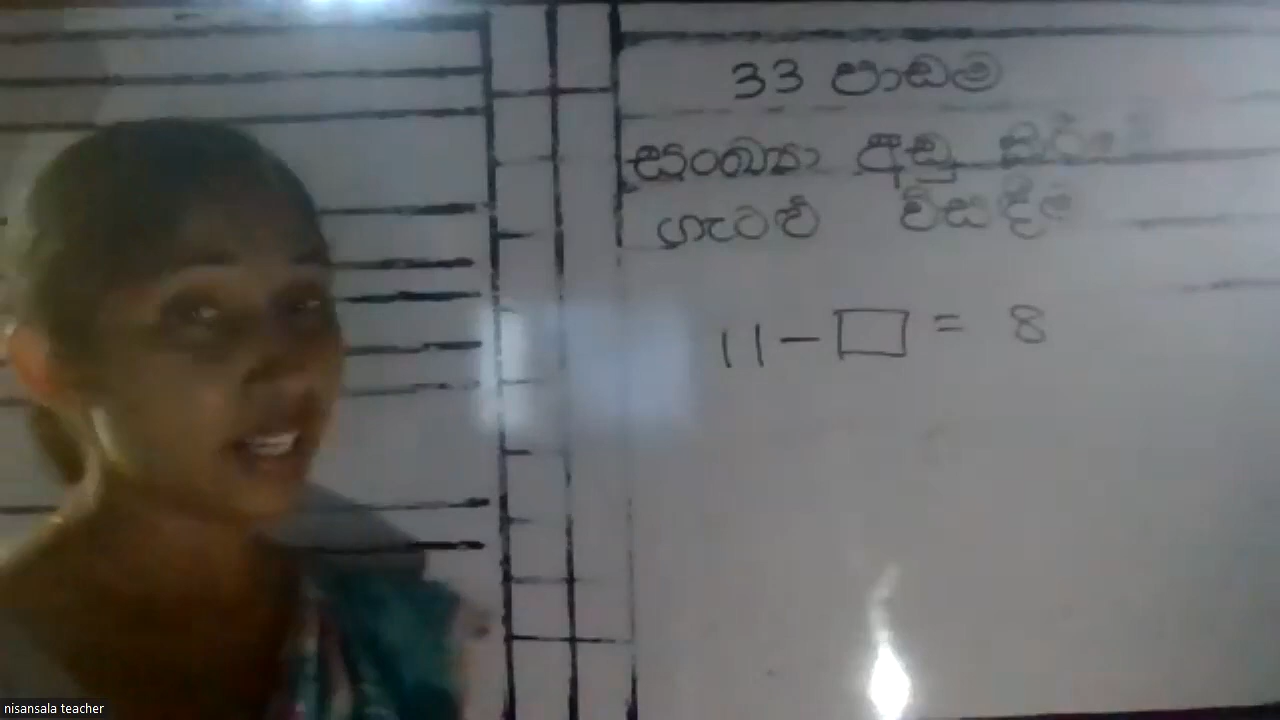 33 පාඩම
සංඛ්‍යා අඩු කිරීමේ
ගැටළු විසඳීම
11 - □ = 8
nisansala teacher